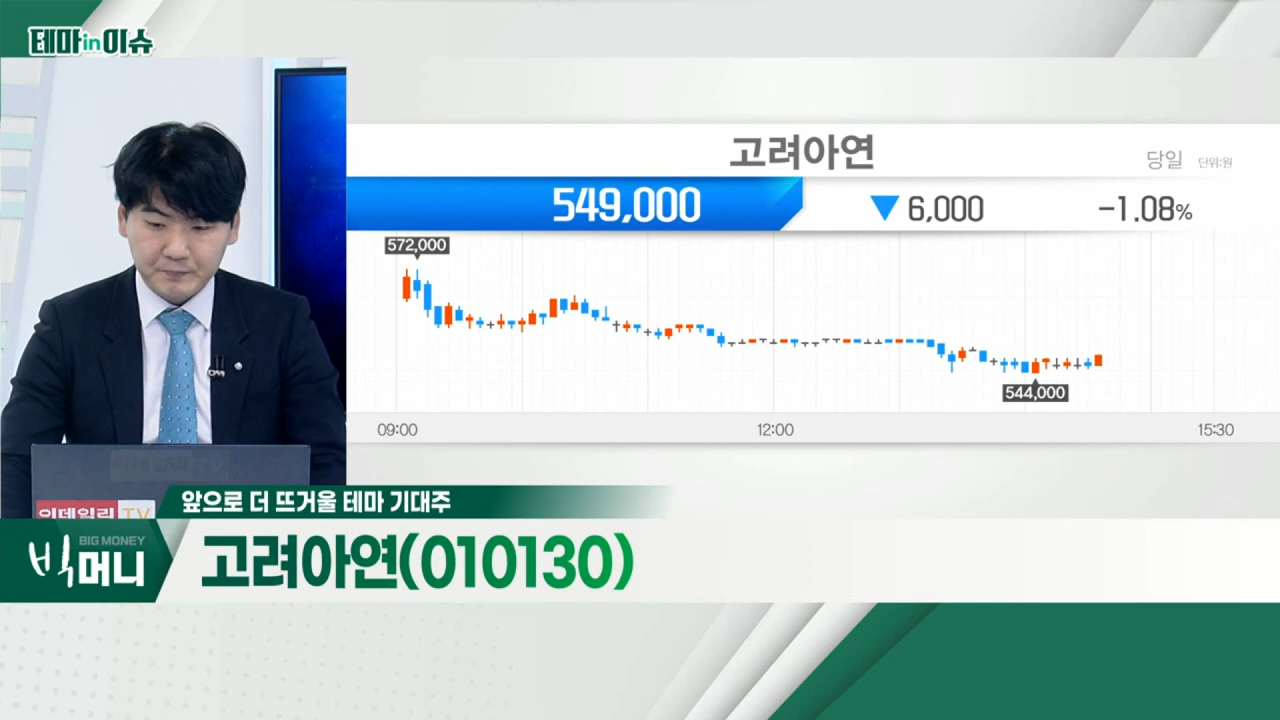 테마in이슈
고려아연
당일 단위:원
549,000 ▼6,000 -1.08%
572,000
544,000
09:00 12:00 15:30
이데일리TV
앞으로 더 뜨거울 테마 기대주
빅머니 BIG MONEY
고려아연(010130)